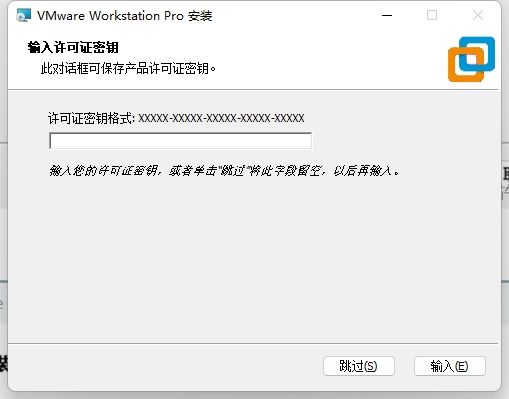 VMware Workstation Pro 安装
输入许可证密钥
此对话框可保存产品许可证密钥。
许可证密钥格式: XXXXX-XXXXX-XXXXX-XXXXX-XXXXX
输入您的许可证密钥，或者单击“跳过”将此字段留空，以后再输入。
跳过(S)
输入(E)